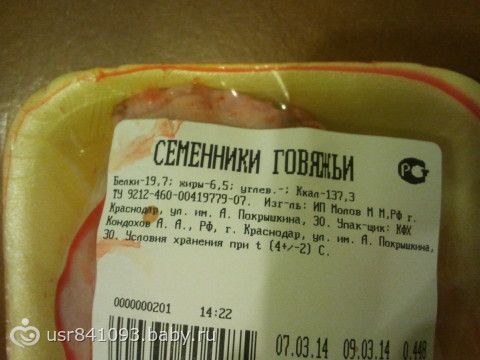 СЕМЕННИКИ ГОВЯЖЬИ
Белки-19,7; жиры-6,5; углев.-; Ккал-137,3
ТУ 9212-460-00419779-07. Изг-ль: ИП Молов М М,РФ г.
Краснодар, ул. им. А. Покрышкина, 30. Упак-щик: КФХ
Кондохов А. А., РФ, г. Краснодар, ул. им. А. Покрышкина,
30. Условия хранения при t (4+/-2) С.
0000000201 14:22
07.03.14 09.03.14 0,448
usr841093.baby.ru